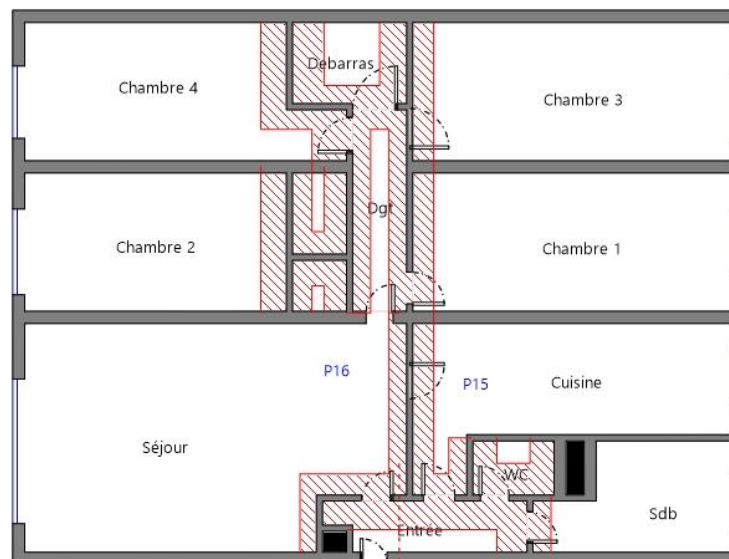 Debarras
Chambre 4
Chambre 3
Dgt
Chambre 2
Chambre 1
P16
P15
Cuisine
Séjour
WC
Entrée
Sdb